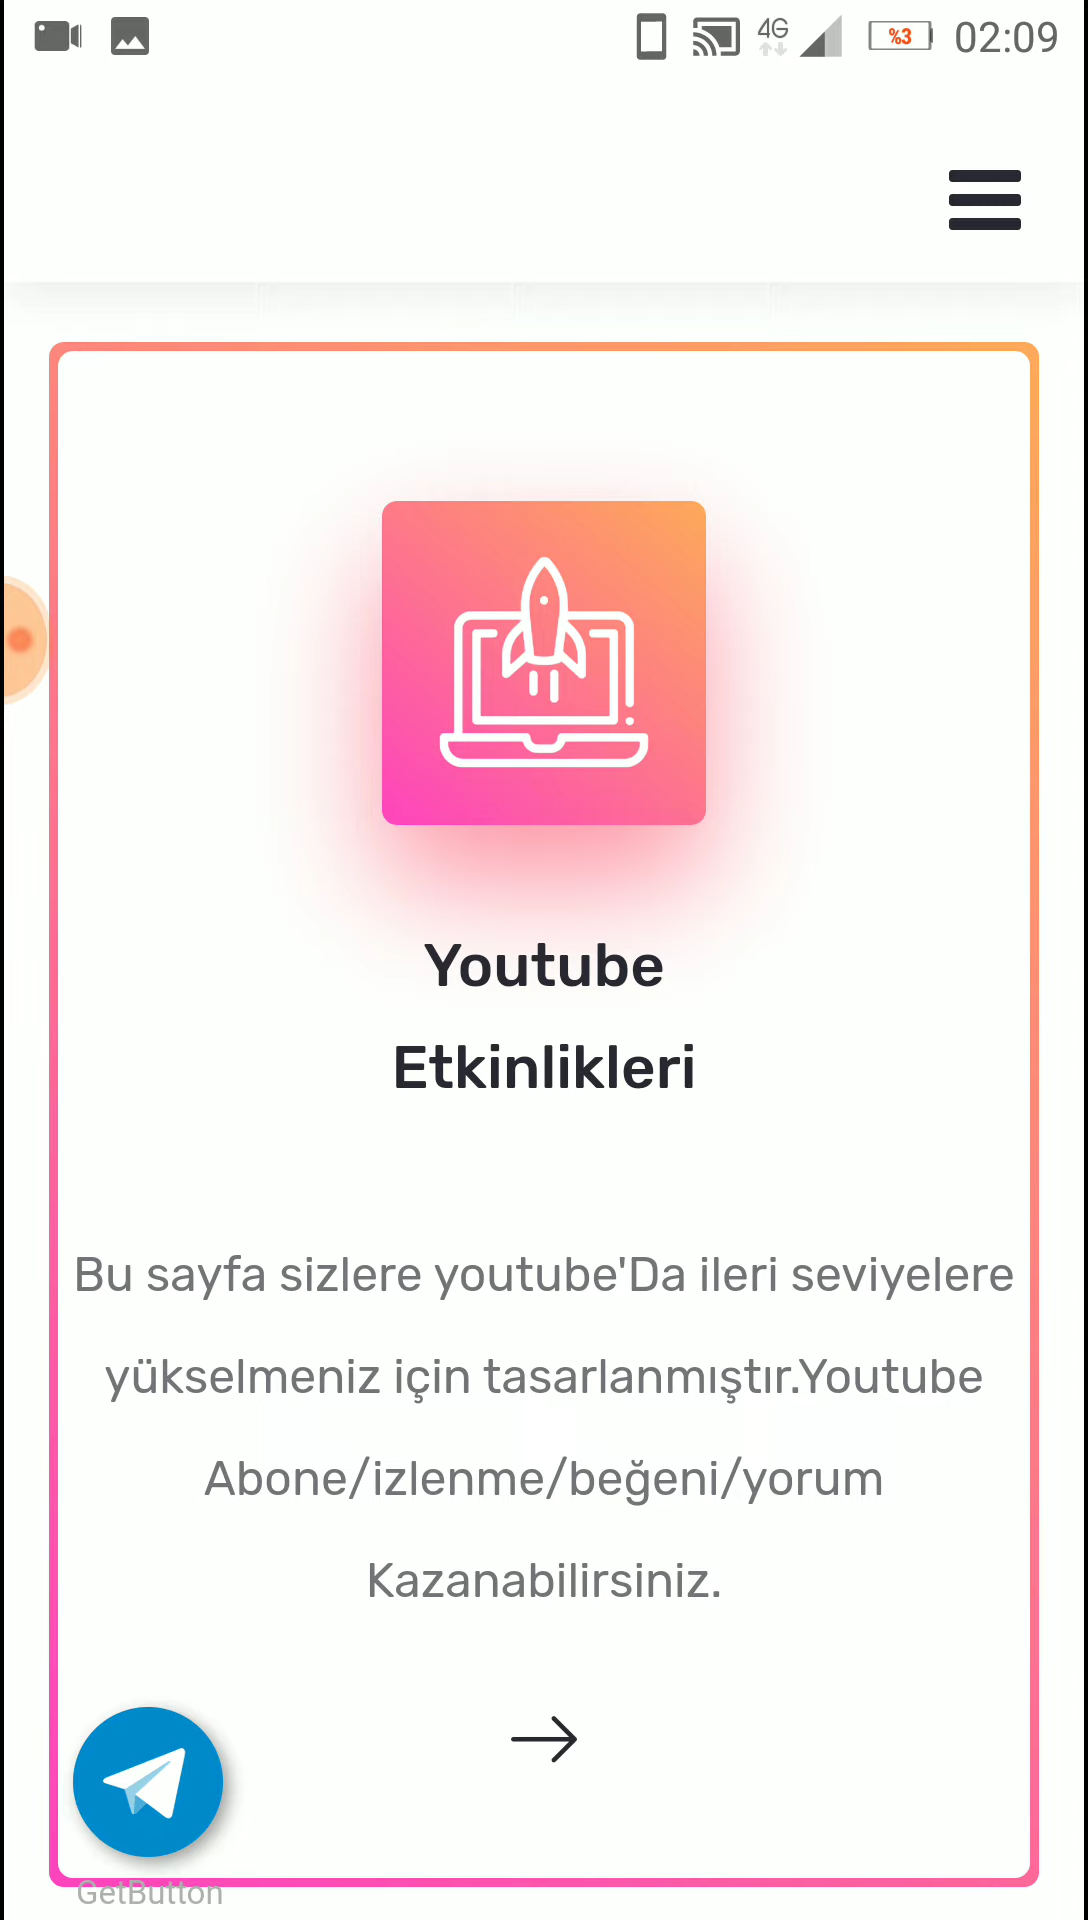 4G
%3
02:09
Youtube
Etkinlikleri
Bu sayfa sizlere youtube'Da ileri seviyelere
yükselmeniz için tasarlanmıştır.Youtube
Abone/izlenme/beğeni/yorum
Kazanabilirsiniz.
GetButton